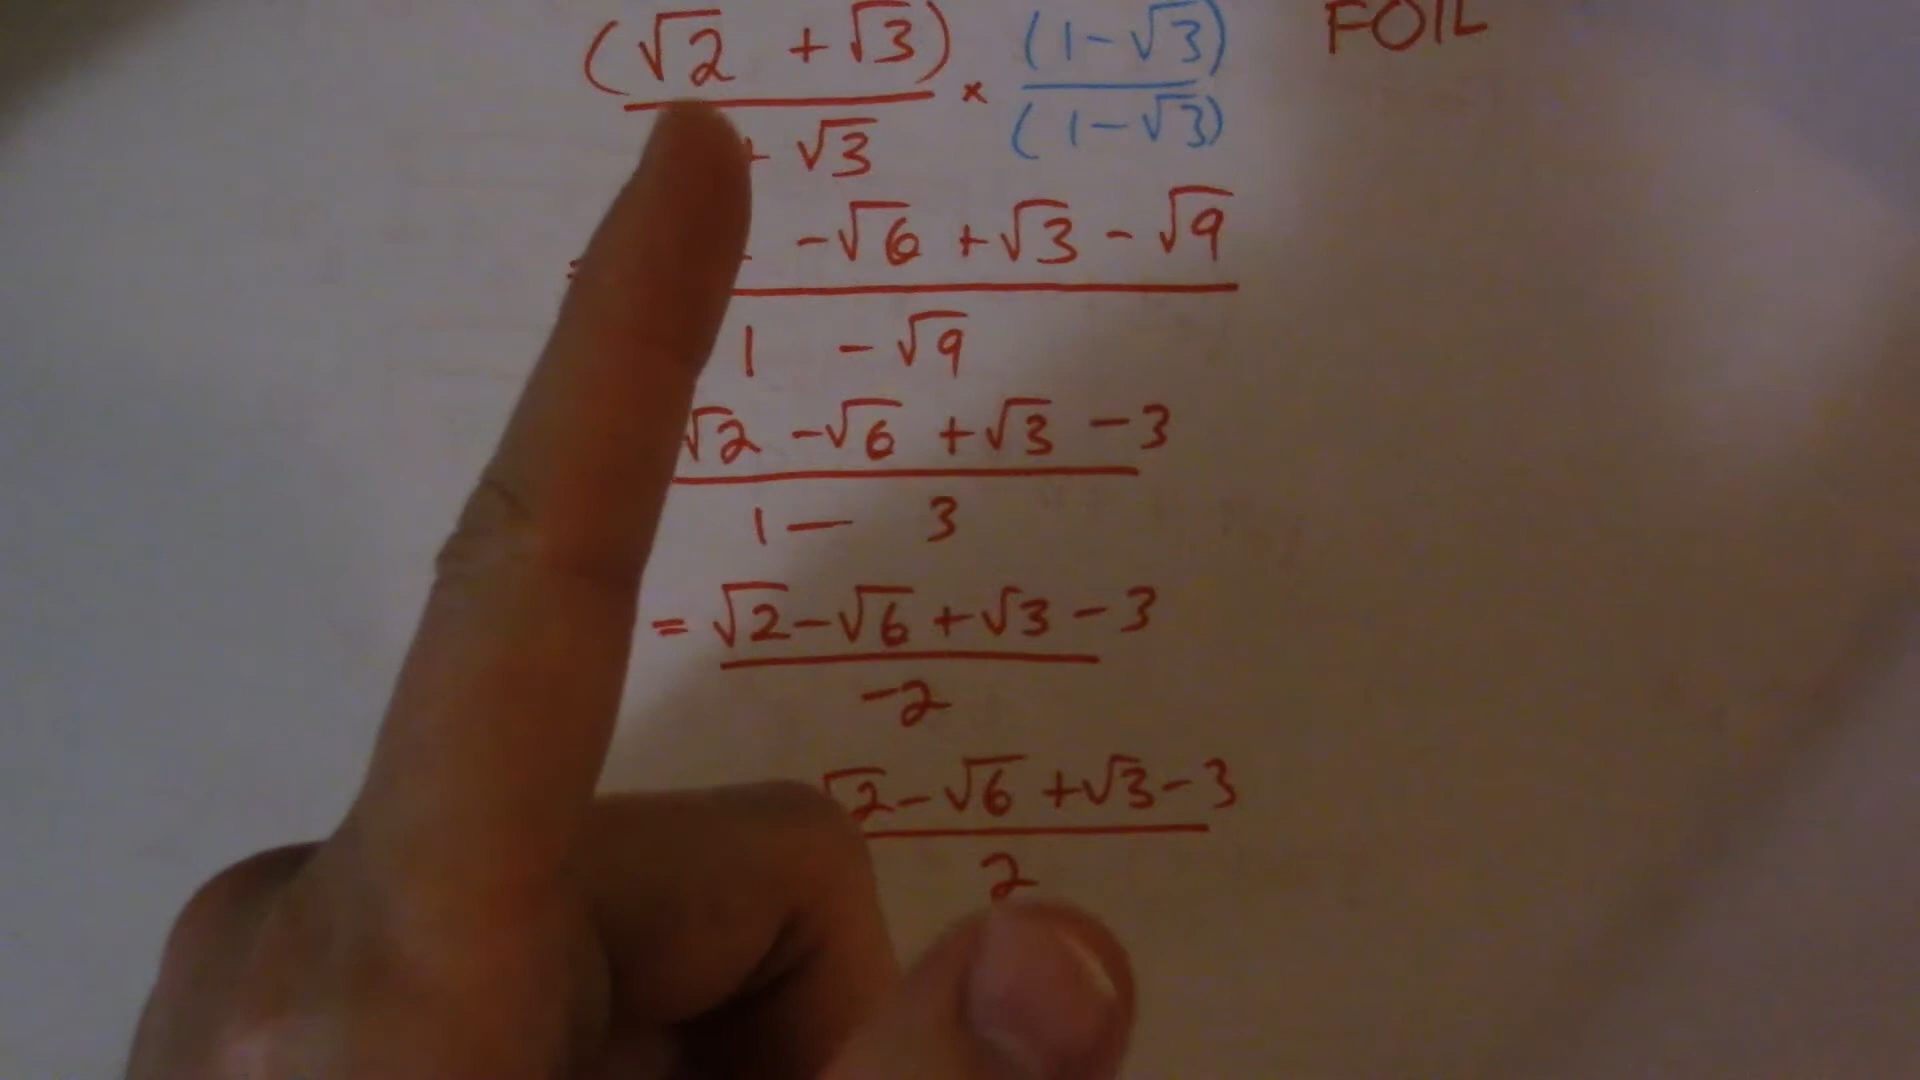 (√2 + √3) × (1-√3) FOIL
+ √3 (1-√3)
-√6 +√3 - √9
1 - √9
√2 -√6 +√3 -3
1 - 3
= √2-√6+√3-3
-2
√2-√6+√3-3
2